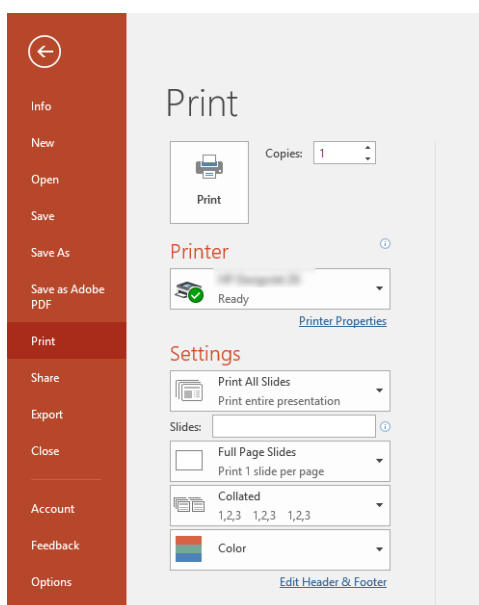 Info
New
Open
Save
Save As
Save as Adobe
PDF
Print
Share
Export
Close
Account
Feedback
Options
Print
Copies: 1
Print
Printer
Ready
Printer Properties
Settings
Print All Slides
Print entire presentation
Slides:
Full Page Slides
Print 1 slide per page
Collated
1,2,3 1,2,3 1,2,3
Color
Edit Header & Footer